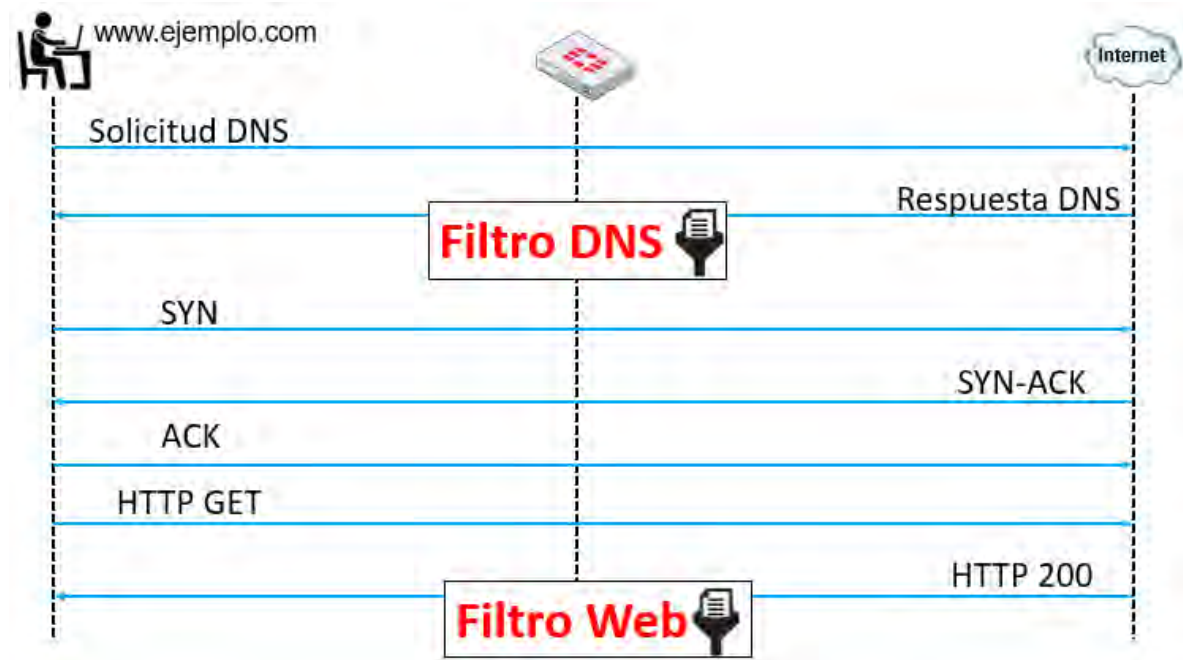 www.ejemplo.com
Internet
Solicitud DNS
Respuesta DNS
Filtro DNS
SYN
SYN-ACK
ACK
HTTP GET
HTTP 200
Filtro Web